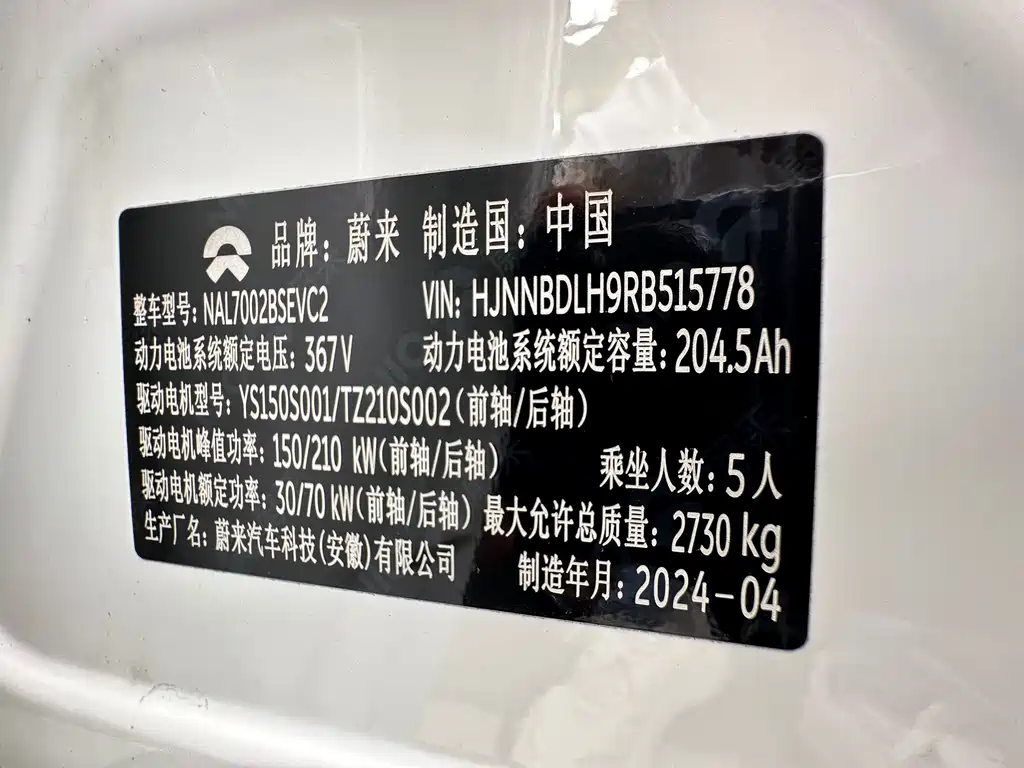 品牌：蔚来 制造国：中国
整车型号：NAL7002BSEVC2 VIN：HJNNBDLH9RB515778
动力电池系统额定电压：367V 动力电池系统额定容量：204.5Ah
驱动电机型号：YS150S001/TZ210S002（前轴/后轴）
驱动电机峰值功率：150/210 kW（前轴/后轴） 乘坐人数：5人
驱动电机额定功率：30/70 kW（前轴/后轴） 最大允许总质量：2730 kg
生产厂名：蔚来汽车科技（安徽）有限公司 制造年月：2024-04